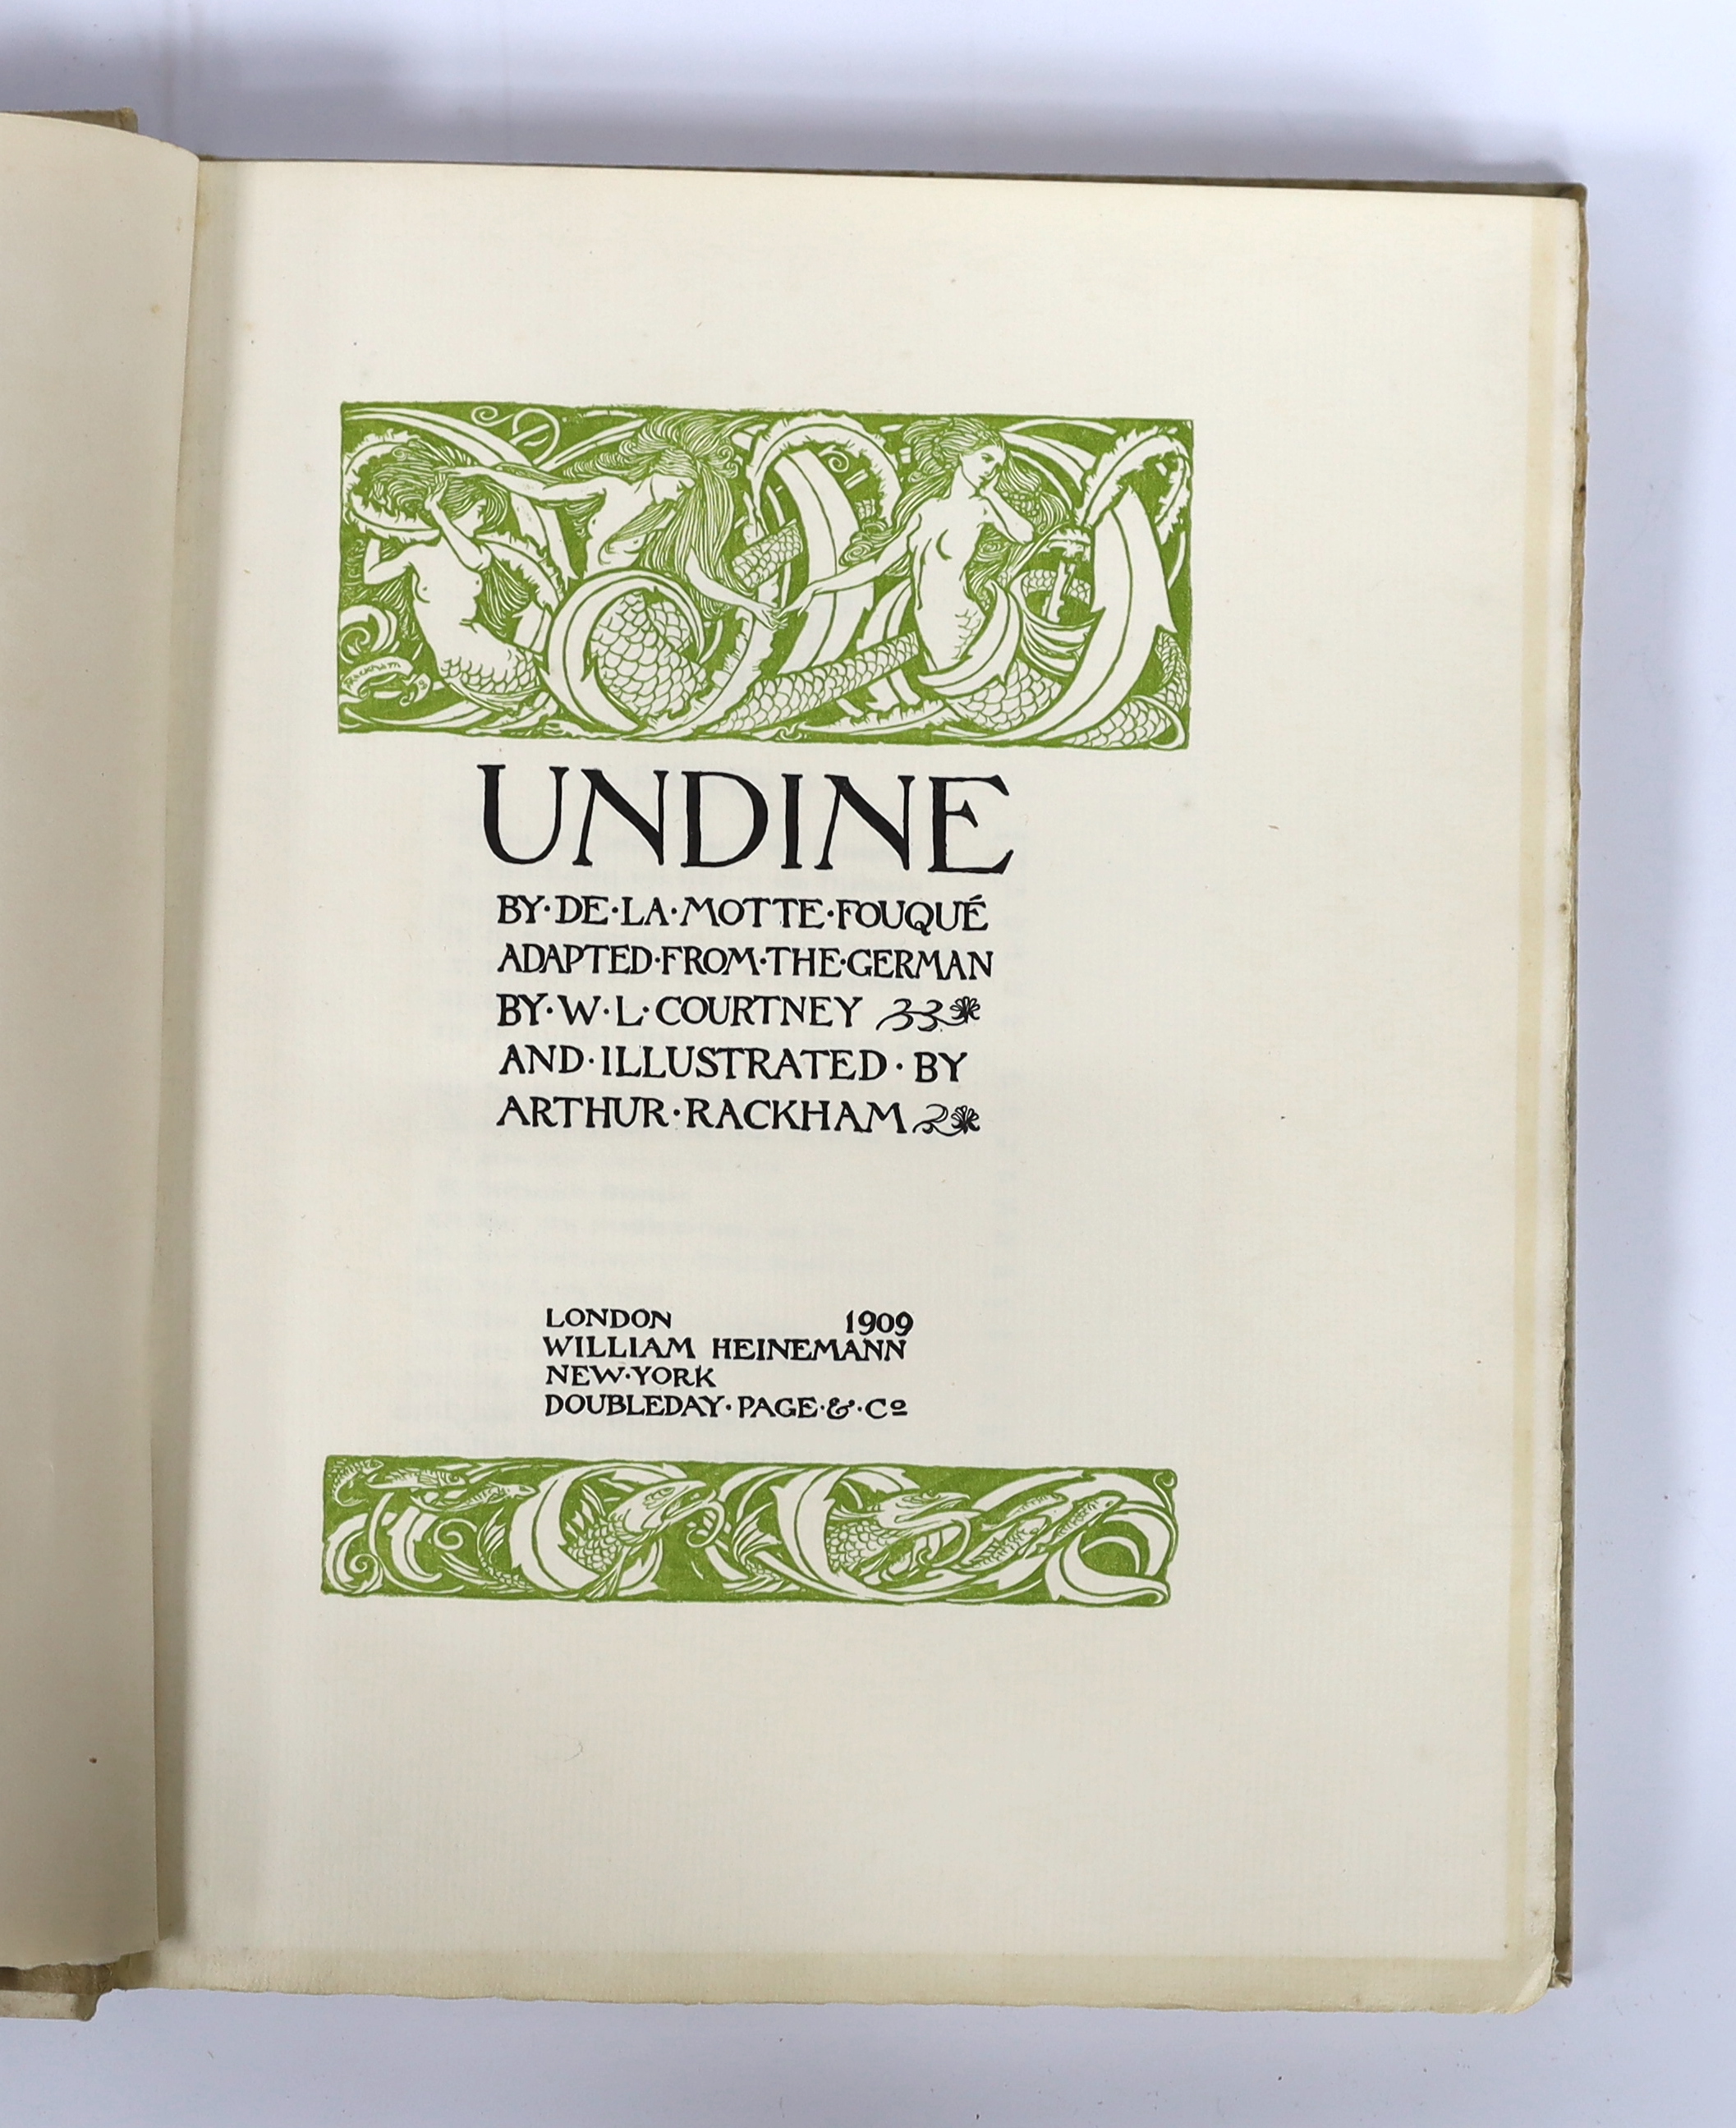 RACKHAM
UNDINE
BY·DE·LA·MOTTE·FOUQUÉ
ADAPTED·FROM·THE·GERMAN
BY·W·L·COURTNEY
AND·ILLUSTRATED·BY
ARTHUR·RACKHAM
LONDON 1909
WILLIAM HEINEMANN
NEW·YORK
DOUBLEDAY·PAGE·&·Cº